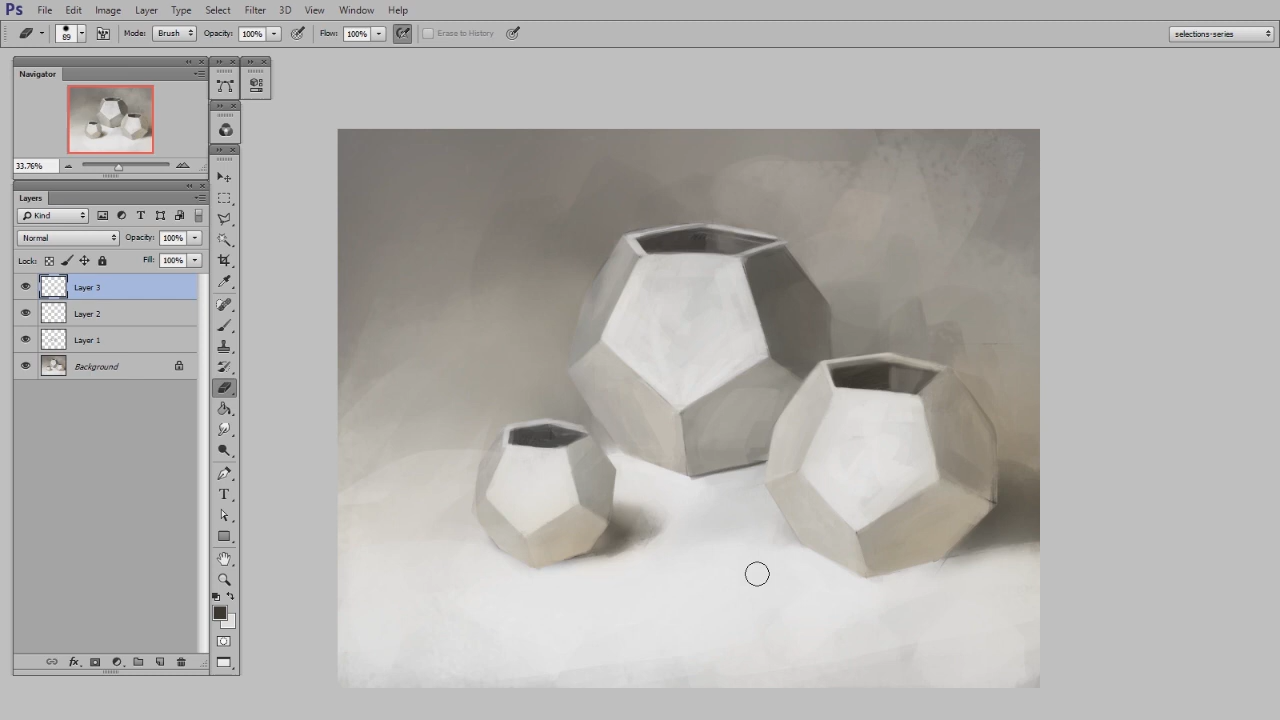 Ps File Edit Image Layer Type Select Filter 3D View Window Help
89 Mode: Brush Opacity: 100% Flow: 100% Erase to History selections-series
Navigator
33.76%
Layers
Kind
Normal Opacity: 100%
Lock: Fill: 100%
Layer 3
Layer 2
Layer 1
Background
fx